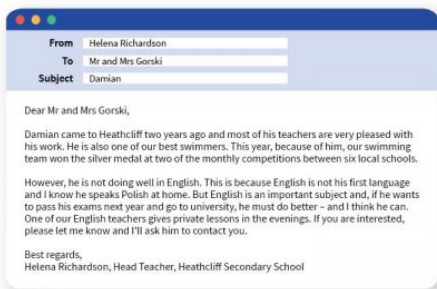 From Helena Richardson
To Mr and Mrs Gorski
Subject Damian
Dear Mr and Mrs Gorski,
Damian came to Heathcliff two years ago and most of his teachers are very pleased with
his work. He is also one of our best swimmers. This year, because of him, our swimming
team won the silver medal at two of the monthly competitions between six local schools.
However, he is not doing well in English. This is because English is not his first language
and I know he speaks Polish at home. But English is an important subject and, if he wants
to pass his exams next year and go to university, he must do better – and I think he can.
One of our English teachers gives private lessons in the evenings. If you are interested,
please let me know and I'll ask him to contact you.
Best regards,
Helena Richardson, Head Teacher, Heathcliff Secondary School